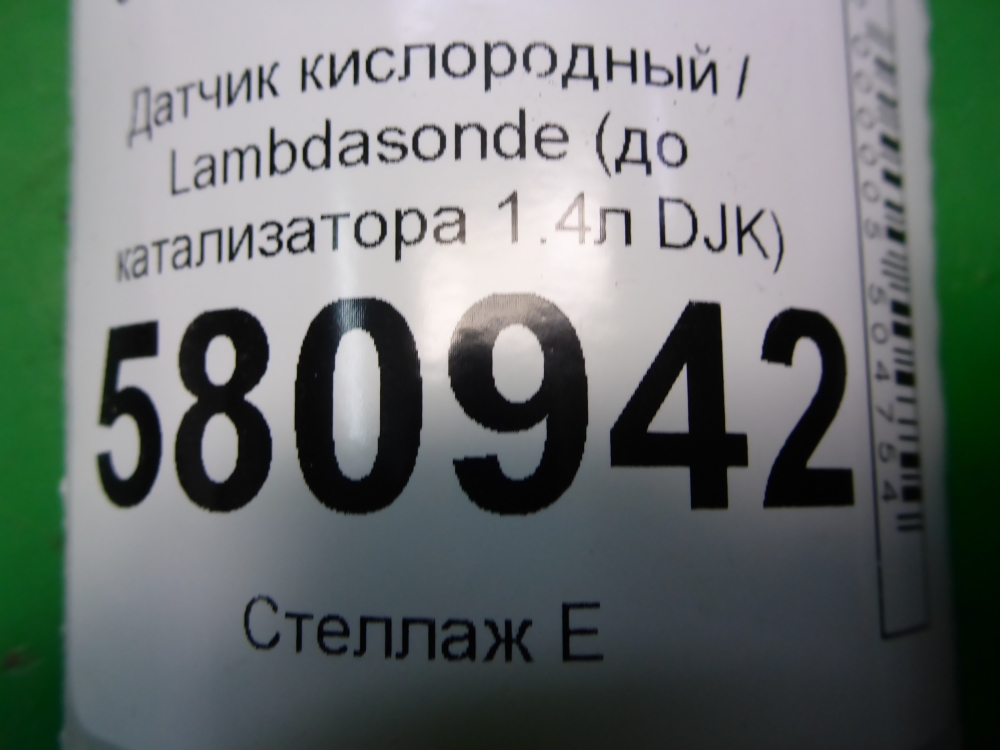 Датчик кислородный /
Lambdasonde (до
катализатора 1.4л DJK)
580942
Стеллаж E